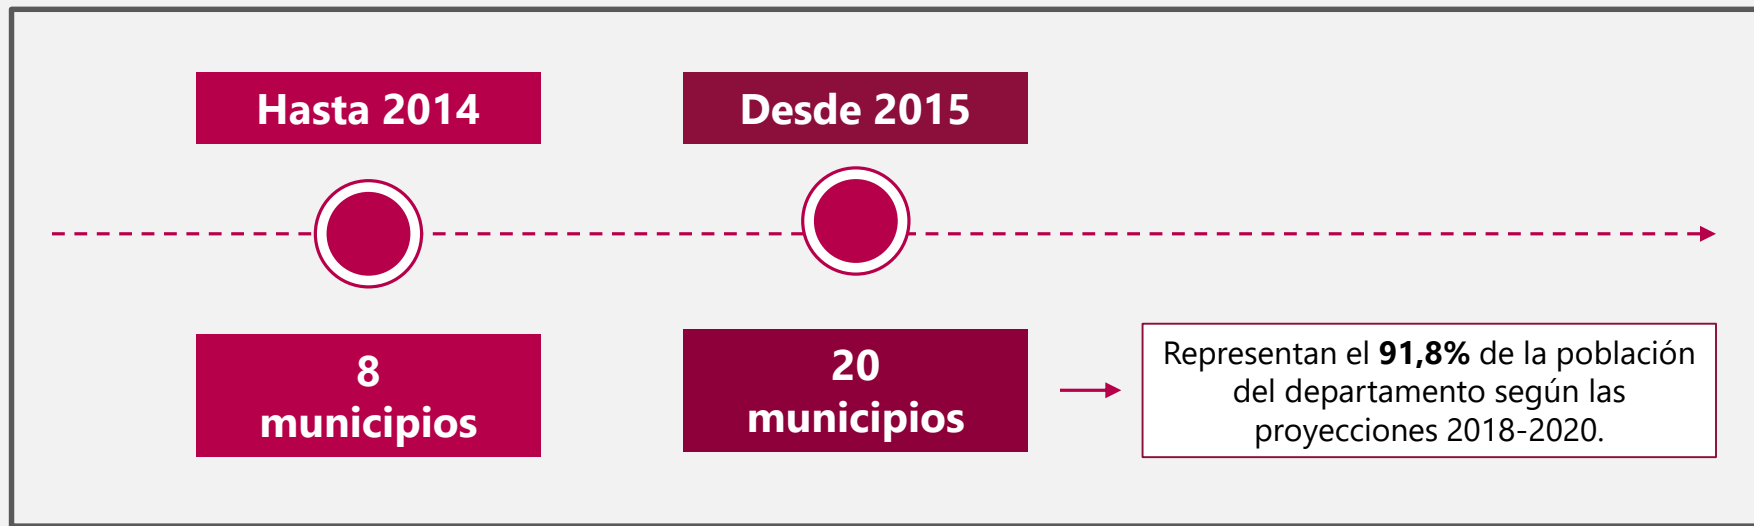 Hasta 2014
Desde 2015
8
municipios
20
municipios
Representan el 91,8% de la población
del departamento según las
proyecciones 2018-2020.